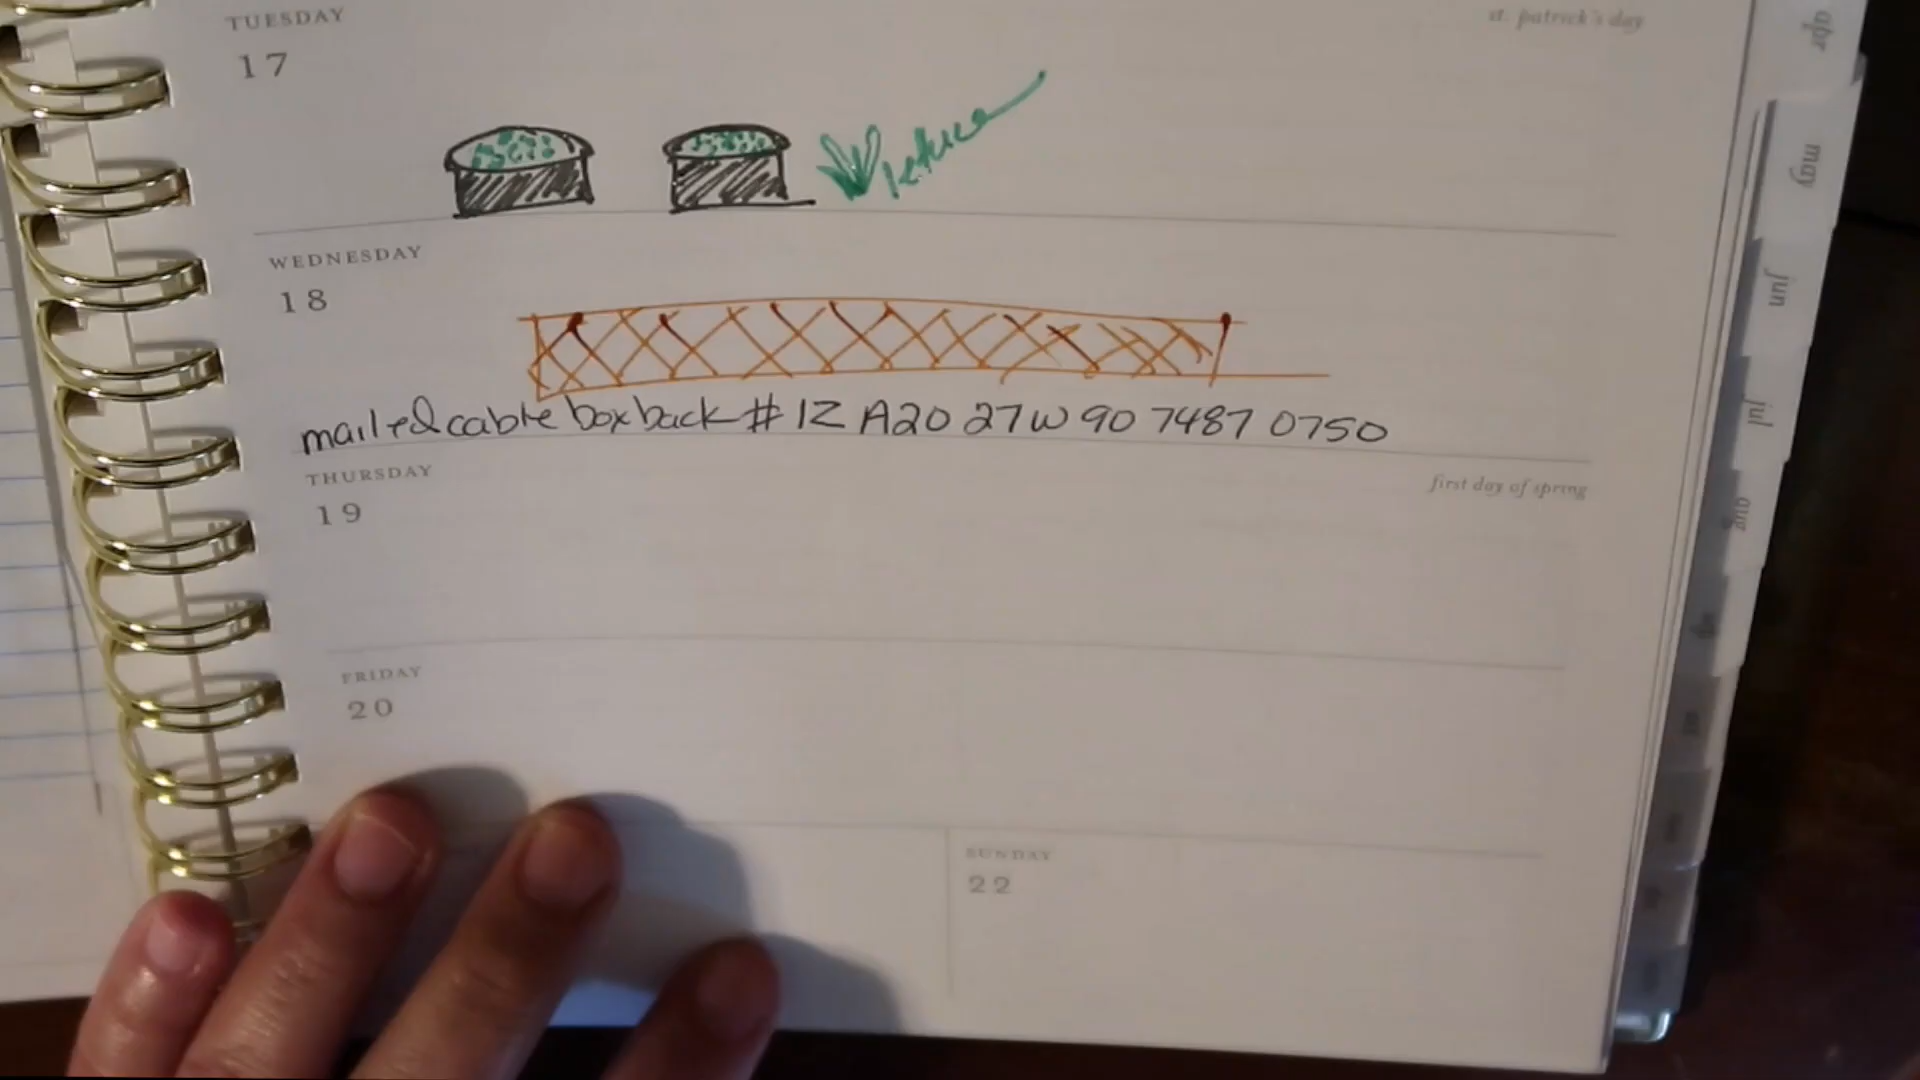 TUESDAY
st. patrick's day
17
lettuce
WEDNESDAY
18
mailed cable box back # 1Z A20 27W 90 7487 0750
THURSDAY
first day of spring
19
FRIDAY
20
SUNDAY
22
apr
may
jun
jul
aug